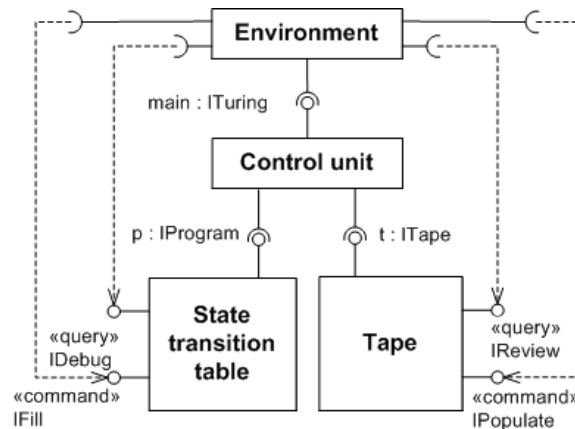 Environment
main : ITuring
Control unit
p : IProgram
t : ITape
State
transition
table
Tape
«query»
IDebug
«query»
IReview
«command»
IFill
«command»
IPopulate